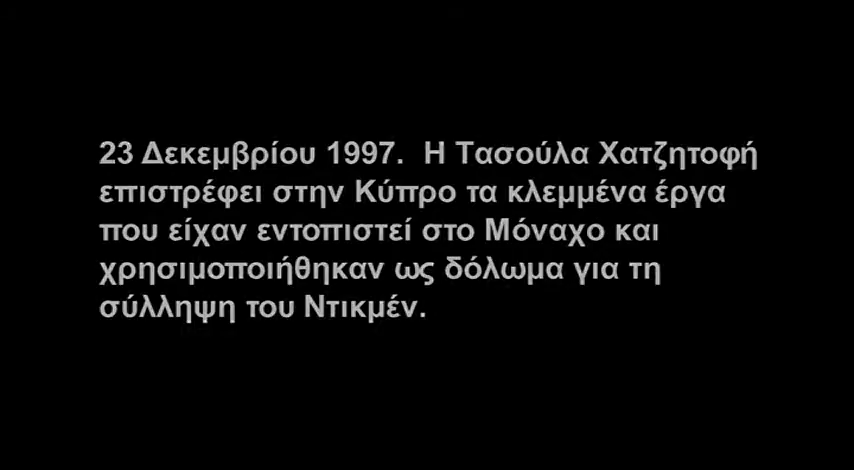 23 Δεκεμβρίου 1997. Η Τασούλα Χατζητοφή
επιστρέφει στην Κύπρο τα κλεμμένα έργα
που είχαν εντοπιστεί στο Μόναχο και
χρησιμοποιήθηκαν ως δόλωμα για τη
σύλληψη του Ντικμέν.